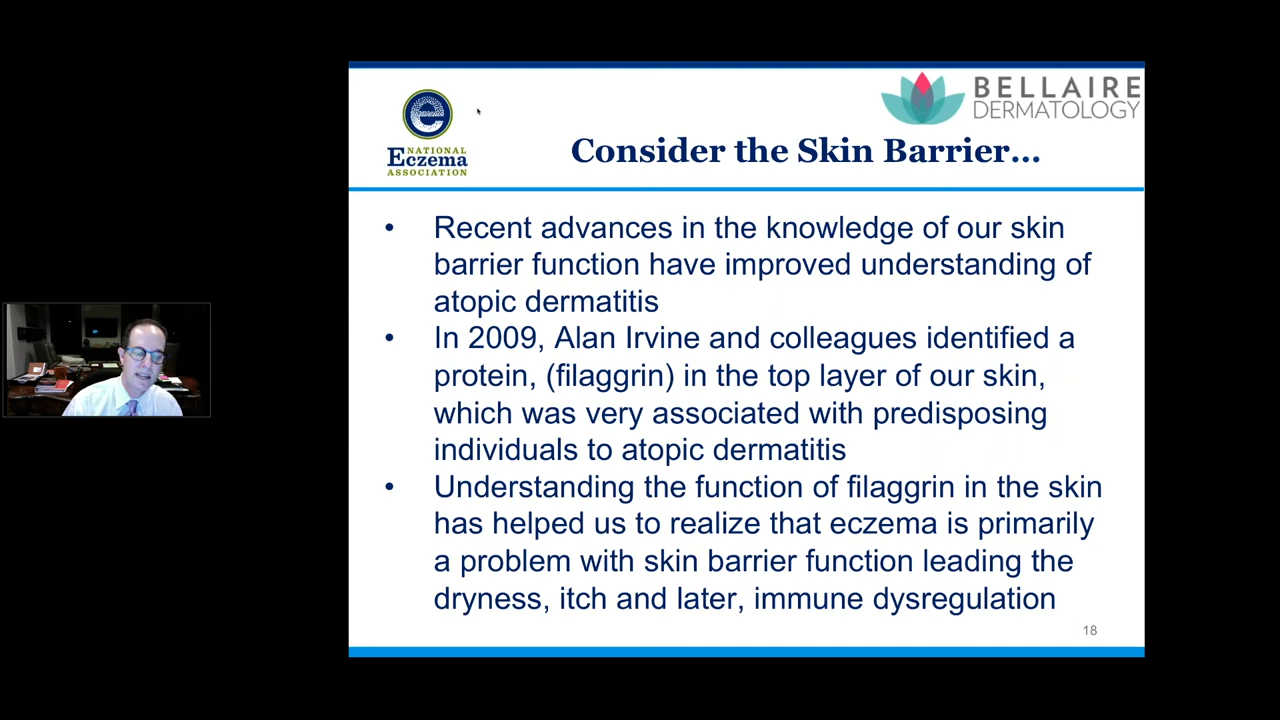 BELLAIRE
DERMATOLOGY
e
NATIONAL
Eczema
ASSOCIATION
Consider the Skin Barrier...
• Recent advances in the knowledge of our skin
barrier function have improved understanding of
atopic dermatitis
• In 2009, Alan Irvine and colleagues identified a
protein, (filaggrin) in the top layer of our skin,
which was very associated with predisposing
individuals to atopic dermatitis
• Understanding the function of filaggrin in the skin
has helped us to realize that eczema is primarily
a problem with skin barrier function leading the
dryness, itch and later, immune dysregulation
18